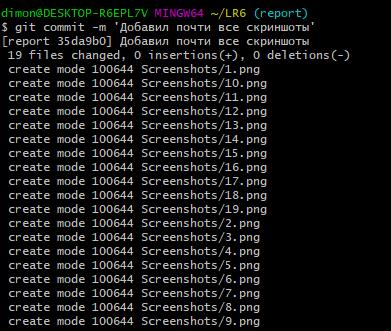 dimon@DESKTOP-R6EPL7V MINGW64 ~/LR6 (report)
$ git commit -m 'Добавил почти все скриншоты'
[report 35da9b0] Добавил почти все скриншоты
 19 files changed, 0 insertions(+), 0 deletions(-)
 create mode 100644 Screenshots/1.png
 create mode 100644 Screenshots/10.png
 create mode 100644 Screenshots/11.png
 create mode 100644 Screenshots/12.png
 create mode 100644 Screenshots/13.png
 create mode 100644 Screenshots/14.png
 create mode 100644 Screenshots/15.png
 create mode 100644 Screenshots/16.png
 create mode 100644 Screenshots/17.png
 create mode 100644 Screenshots/18.png
 create mode 100644 Screenshots/19.png
 create mode 100644 Screenshots/2.png
 create mode 100644 Screenshots/3.png
 create mode 100644 Screenshots/4.png
 create mode 100644 Screenshots/5.png
 create mode 100644 Screenshots/6.png
 create mode 100644 Screenshots/7.png
 create mode 100644 Screenshots/8.png
 create mode 100644 Screenshots/9.png